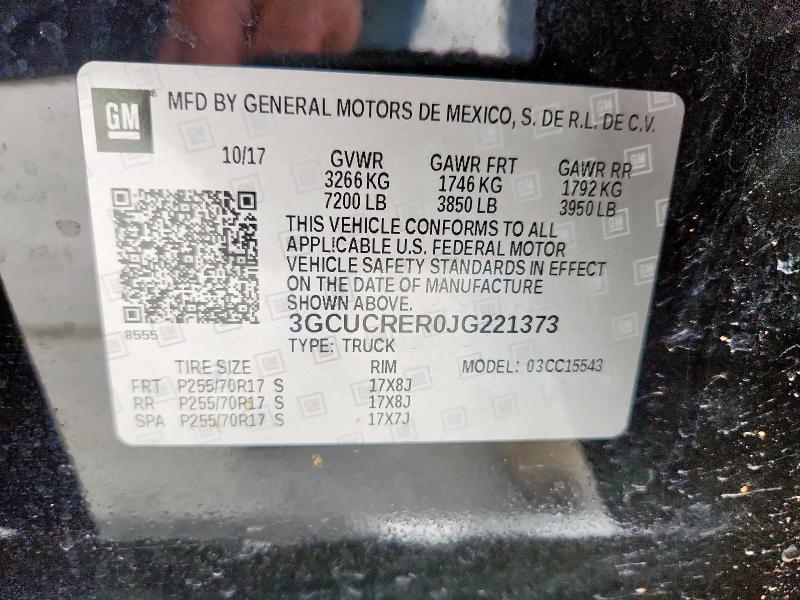 GM
MFD BY GENERAL MOTORS DE MEXICO, S. DE R.L. DE C.V.
10/17 GVWR GAWR FRT GAWR RR
3266 KG 1746 KG 1792 KG
7200 LB 3850 LB 3950 LB
THIS VEHICLE CONFORMS TO ALL
APPLICABLE U.S. FEDERAL MOTOR
VEHICLE SAFETY STANDARDS IN EFFECT
ON THE DATE OF MANUFACTURE
SHOWN ABOVE.
3GCUCRER0JG221373
8555
TYPE: TRUCK
TIRE SIZE RIM MODEL: 03CC15543
FRT P255/70R17 S 17X8J
RR P255/70R17 S 17X8J
SPA P255/70R17 S 17X7J